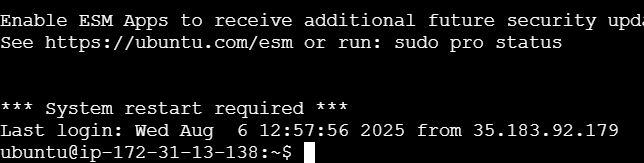 Enable ESM Apps to receive additional future security upda
See https://ubuntu.com/esm or run: sudo pro status
*** System restart required ***
Last login: Wed Aug  6 12:57:56 2025 from 35.183.92.179
ubuntu@ip-172-31-13-138:~$